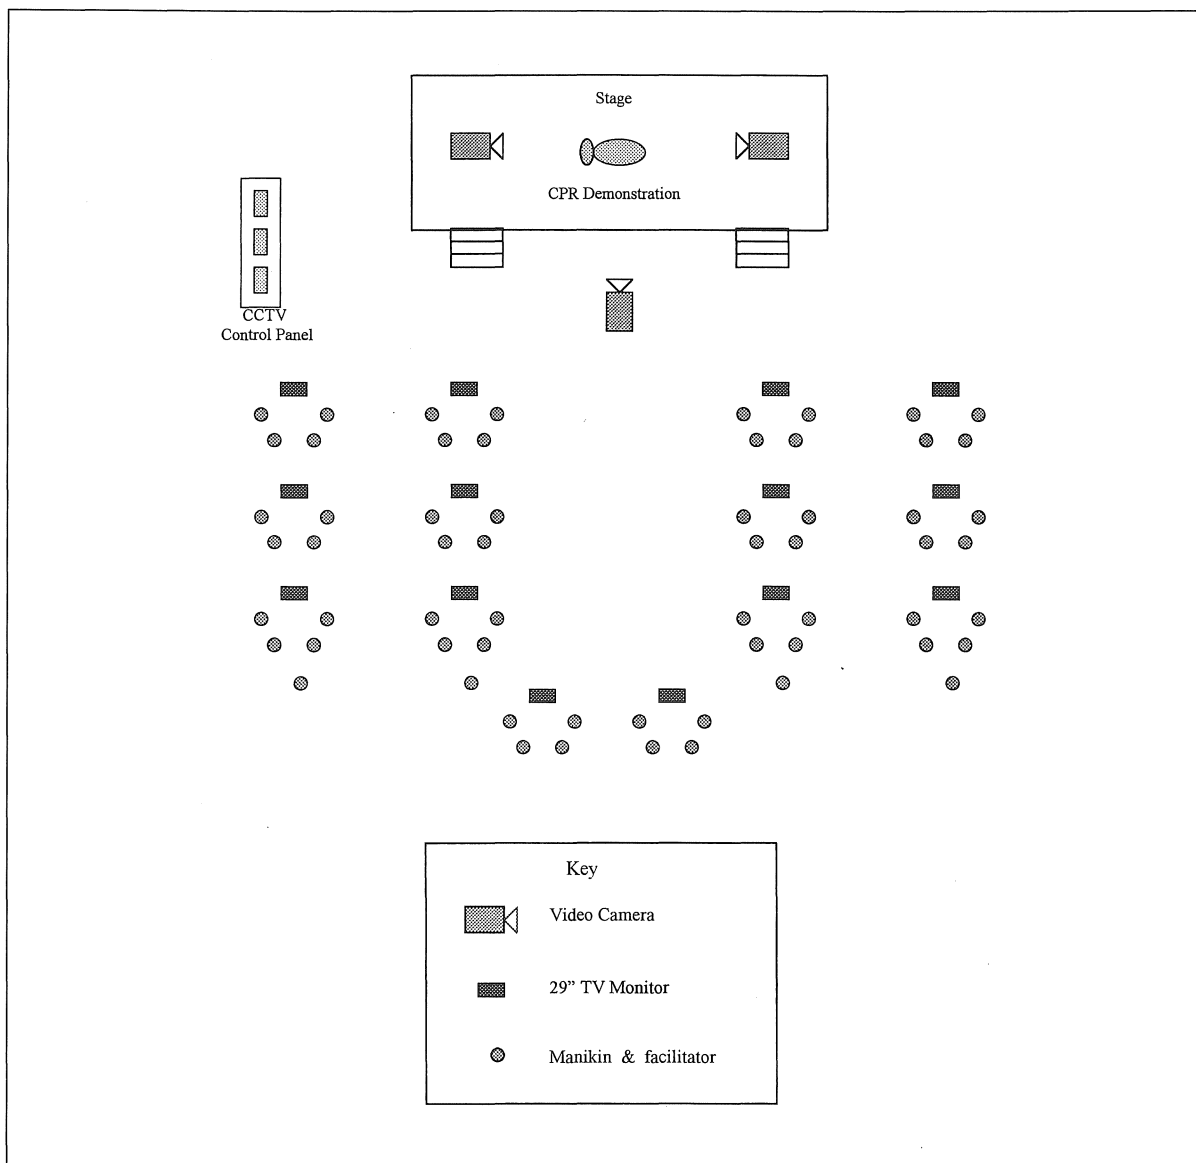 Stage
CPR Demonstration
CCTV
Control Panel
Key
Video Camera
29” TV Monitor
Manikin & facilitator